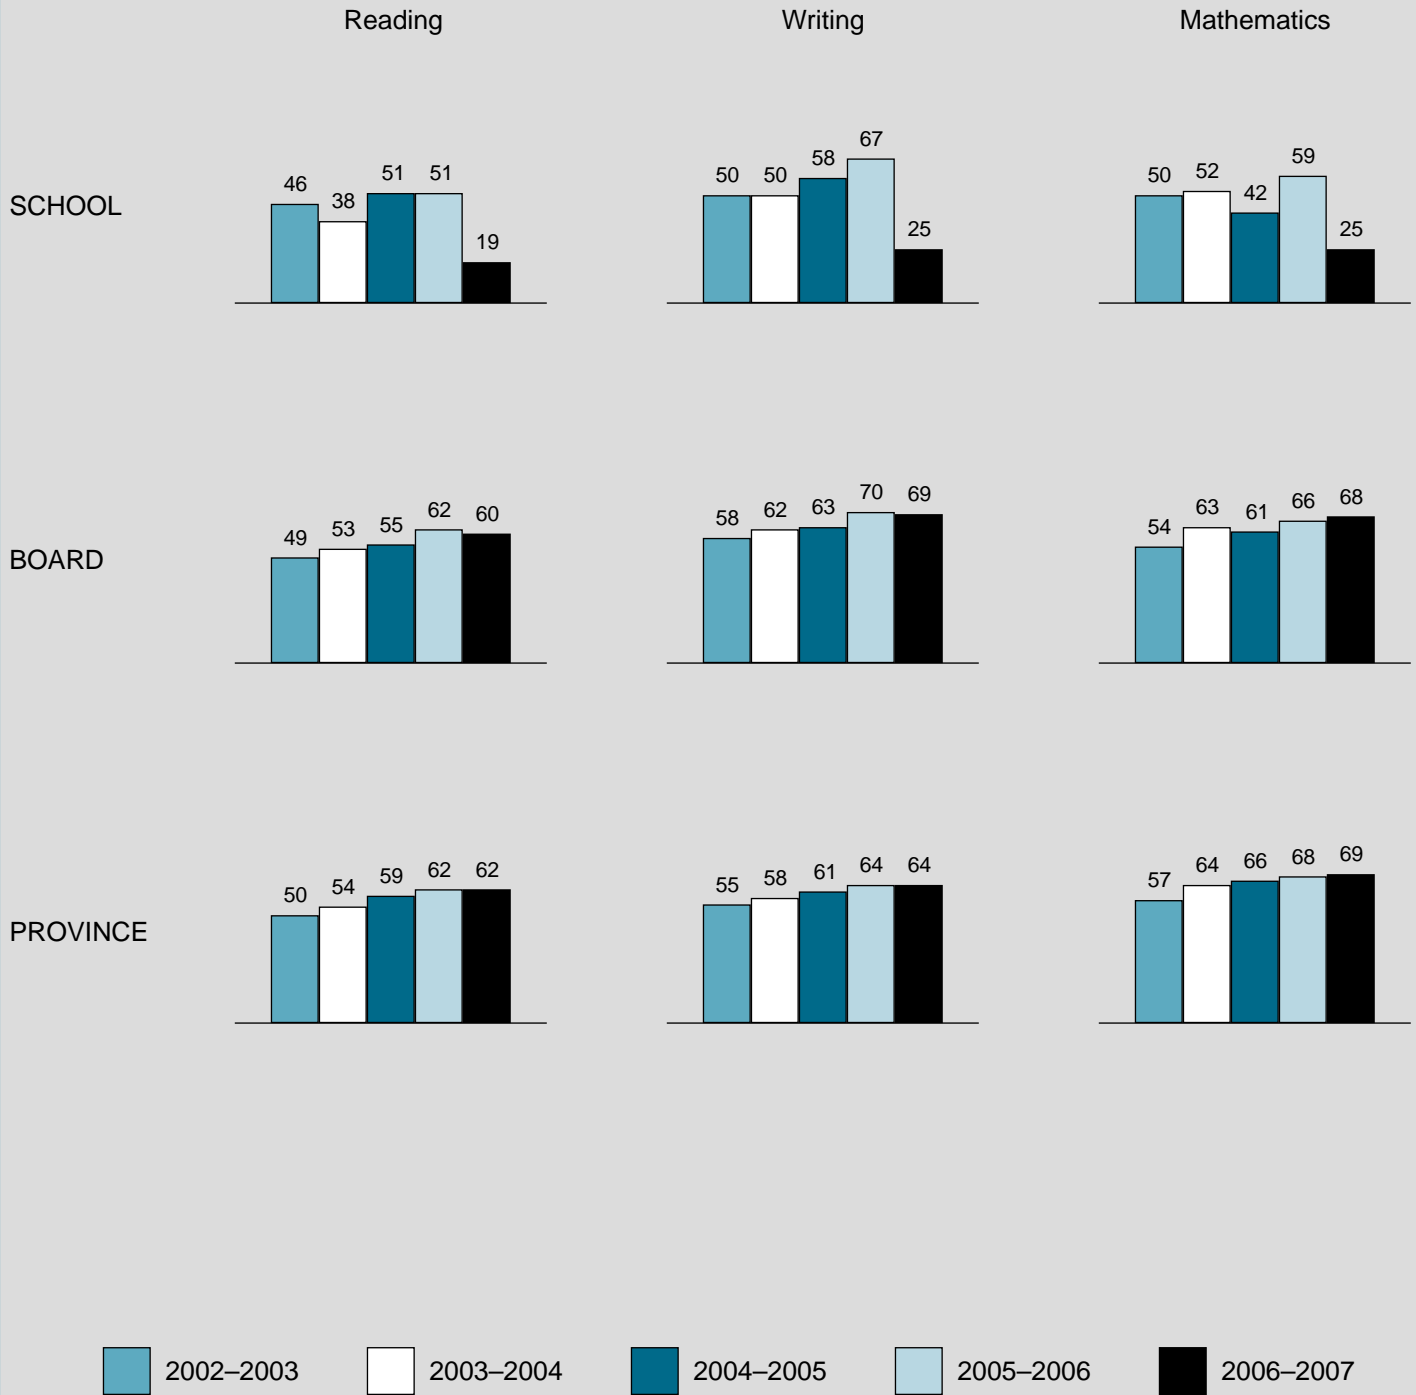 Reading Writing Mathematics
SCHOOL
46 38 51 51 19
50 50 58 67 25
50 52 42 59 25
BOARD
49 53 55 62 60
58 62 63 70 69
54 63 61 66 68
PROVINCE
50 54 59 62 62
55 58 61 64 64
57 64 66 68 69
2002–2003 2003–2004 2004–2005 2005–2006 2006–2007